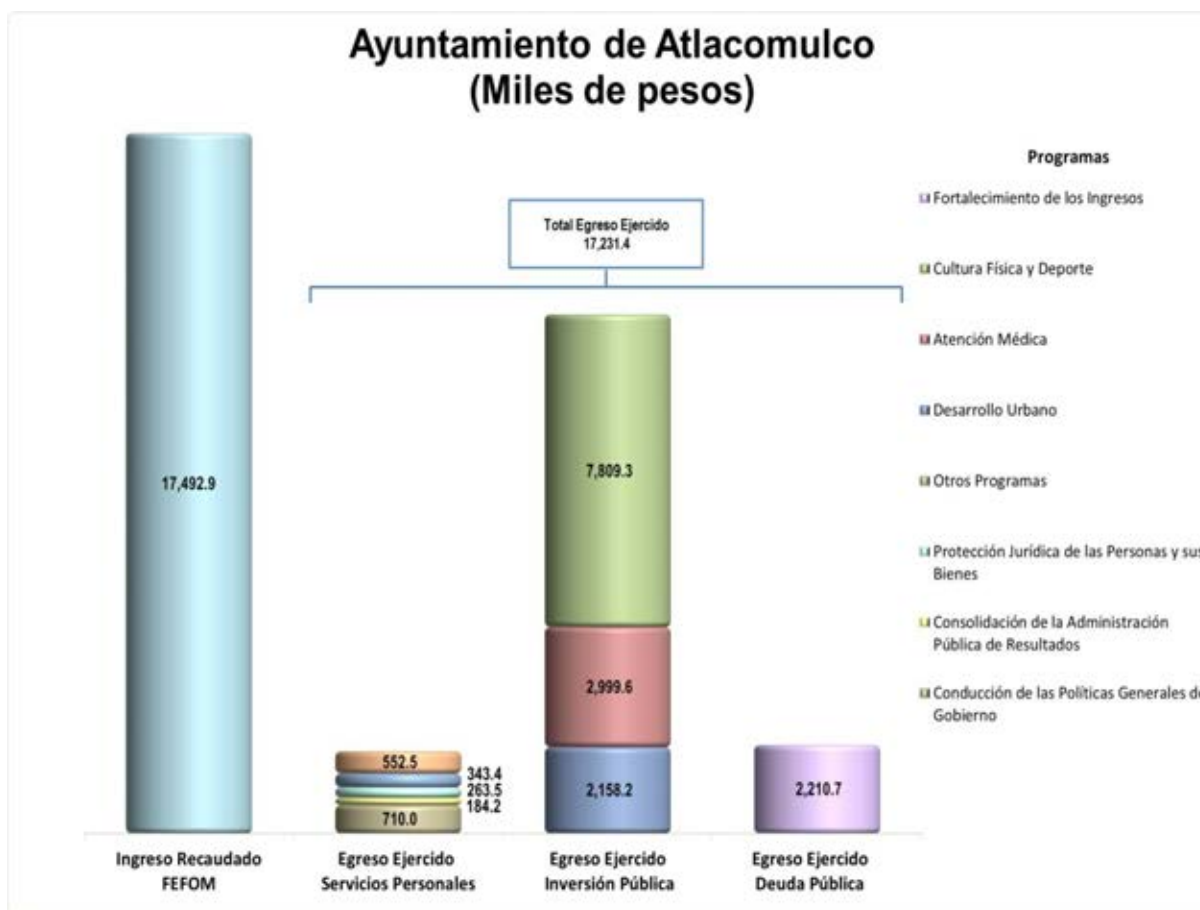 Ayuntamiento de Atlacomulco
(Miles de pesos)
Programas
Fortalecimiento de los Ingresos
Cultura Física y Deporte
Atención Médica
Desarrollo Urbano
Otros Programas
Protección Jurídica de las Personas y sus
Bienes
Consolidación de la Administración
Pública de Resultados
Conducción de las Políticas Generales de
Gobierno
Total Egreso Ejercido
17,231.4
17,492.9
552.5
343.4
263.5
184.2
710.0
7,809.3
2,999.6
2,158.2
2,210.7
Ingreso Recaudado
FEFOM
Egreso Ejercido
Servicios Personales
Egreso Ejercido
Inversión Pública
Egreso Ejercido
Deuda Pública